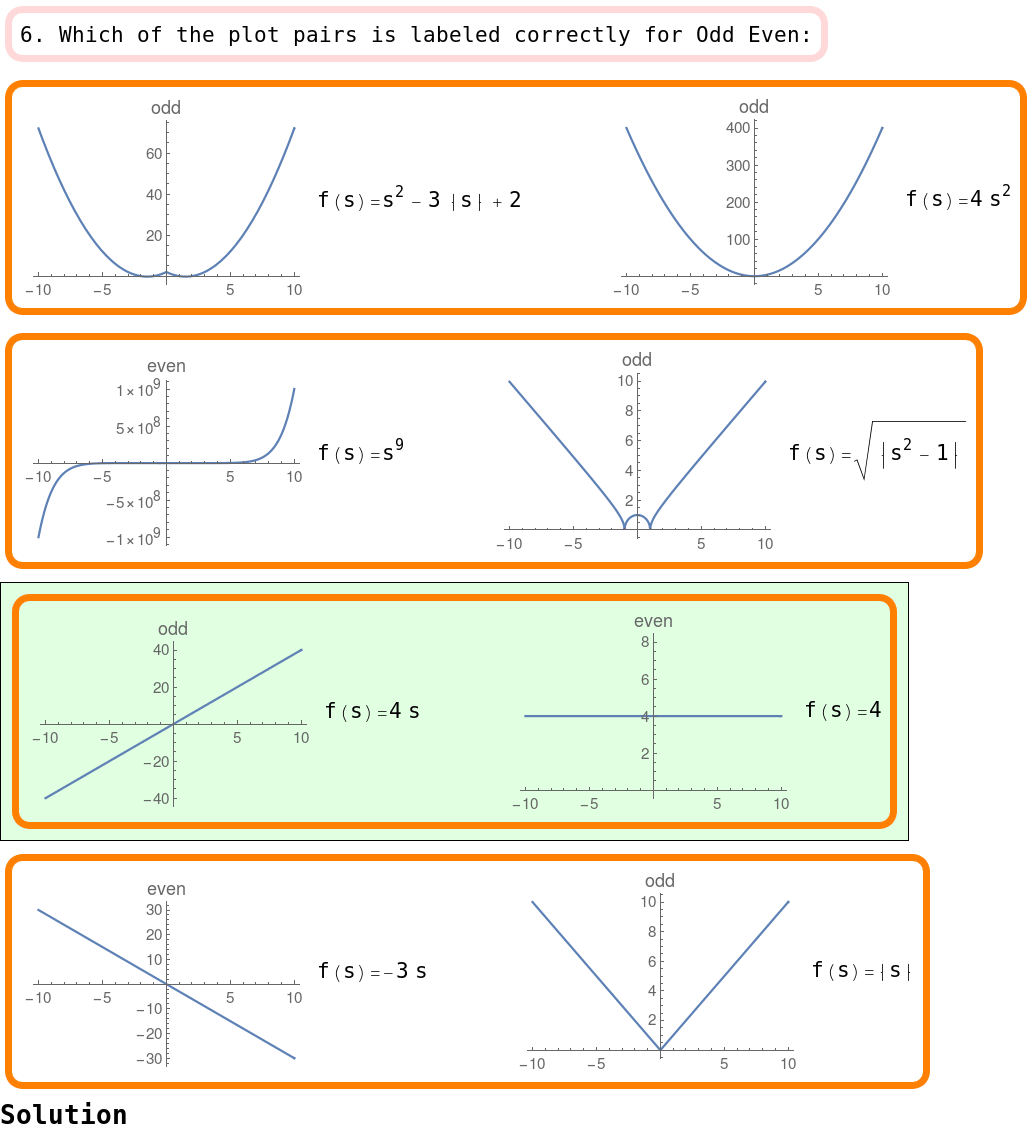 6. Which of the plot pairs is labeled correctly for Odd Even:
odd
60
40
20
−10 −5 5 10
f(s)=s² − 3 |s| + 2
odd
400
300
200
100
−10 −5 5 10
f(s)=4 s²
even
1×10⁹
5×10⁸
−10 −5 5 10
−5×10⁸
−1×10⁹
f(s)=s⁹
odd
10
8
6
4
2
−10 −5 5 10
f(s)=√|s² − 1|
odd
40
20
−10 −5 5 10
−20
−40
f(s)=4 s
even
8
6
4
2
−10 −5 5 10
f(s)=4
even
30
20
10
−10 −5 5 10
−10
−20
−30
f(s)=−3 s
odd
10
8
6
4
2
−10 −5 5 10
f(s)=|s|
Solution